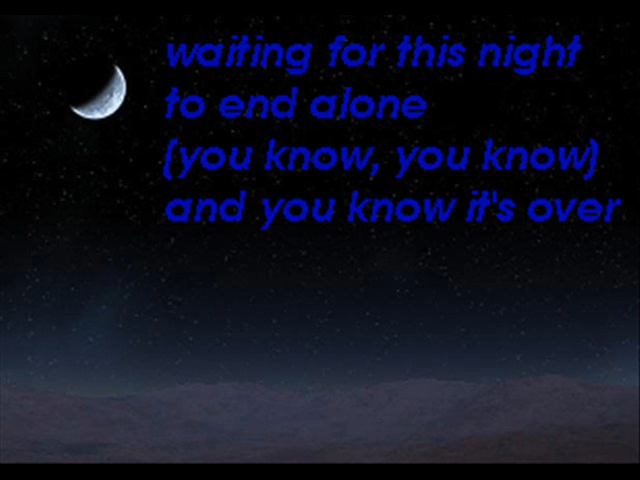 waiting for this night
to end alone
(you know, you know)
and you know it's over